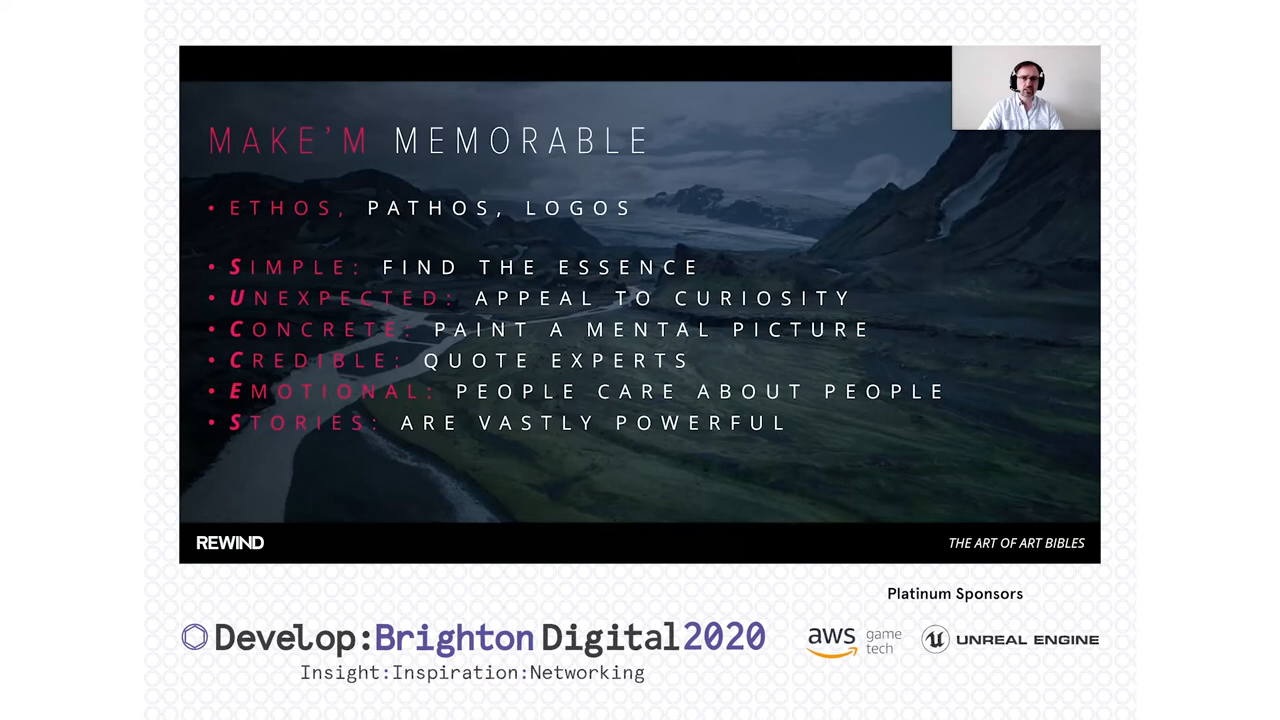 MAKE'M MEMORABLE
• ETHOS, PATHOS, LOGOS
• SIMPLE: FIND THE ESSENCE
• UNEXPECTED: APPEAL TO CURIOSITY
• CONCRETE: PAINT A MENTAL PICTURE
• CREDIBLE: QUOTE EXPERTS
• EMOTIONAL: PEOPLE CARE ABOUT PEOPLE
• STORIES: ARE VASTLY POWERFUL
REWIND
THE ART OF ART BIBLES
Platinum Sponsors
Develop:Brighton Digital 2020
Insight:Inspiration:Networking
aws game tech
UNREAL ENGINE